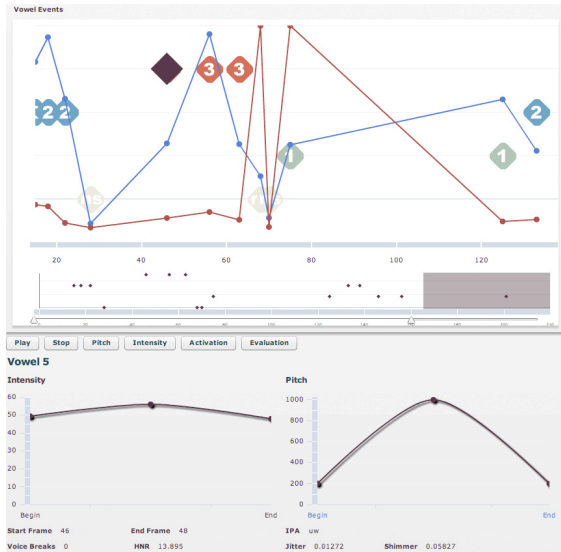 Vowel Events
3 3
2 2 2
1 1
20 40 60 80 100 120
Play Stop Pitch Intensity Activation Evaluation
Vowel 5
Intensity Pitch
60
50
40
30
20
10
0
1000
800
600
400
200
0
Begin End Begin End
Start Frame 46 End Frame 48 IPA uw
Voice Breaks 0 HNR 13.895 Jitter 0.01272 Shimmer 0.05827